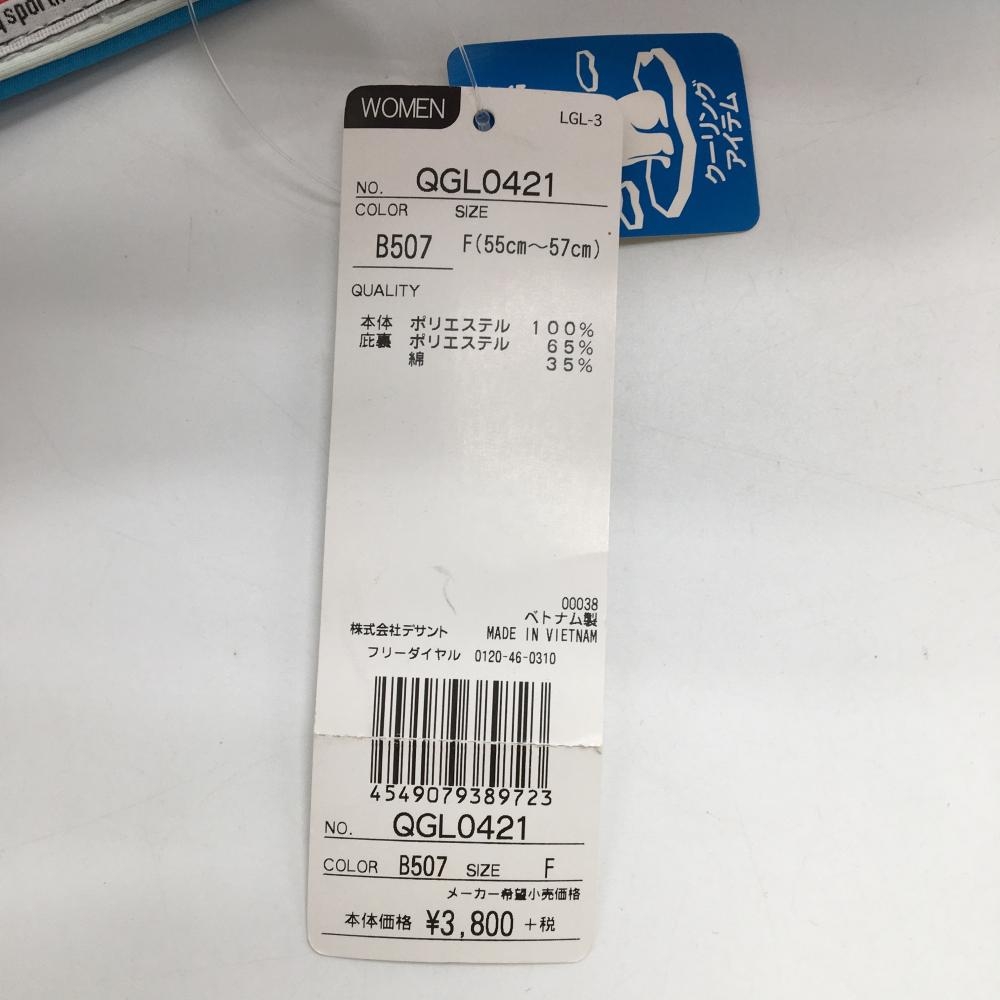 WOMEN
LGL-3
クーリング
アイテム
NO. QGL0421
COLOR SIZE
B507 F(55cm～57cm)
QUALITY
本体 ポリエステル 100%
庇裏 ポリエステル 65%
綿 35%
00038
ベトナム製
株式会社デサント MADE IN VIETNAM
フリーダイヤル 0120-46-0310
4549079389723
NO. QGL0421
COLOR B507 SIZE F
メーカー希望小売価格
本体価格 ¥3,800 +税